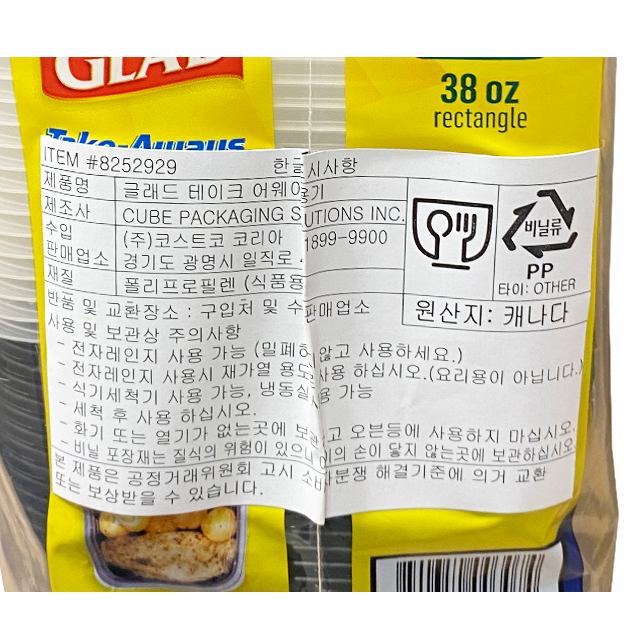 GLAD
Take-Aways
38 oz
rectangle
ITEM #8252929 한글 시사항
제품명 글래드 테이크 어웨이 용기
제조사 CUBE PACKAGING S UTIONS INC.
수입 판매업소 (주)코스트코 코리아 1899-9900
경기도 광명시 일직로
재질 폴리프로필렌 (식품용
비닐류
PP
타이: OTHER
원산지: 캐나다
반품 및 교환장소 : 구입처 및 수 판매업소
사용 및 보관상 주의사항
- 전자레인지 사용 가능 (밀폐하 않고 사용하세요.)
- 전자레인지 사용시 재가열 용도 사용 하십시오.(요리용이 아닙니다.)
- 식기세척기 사용 가능, 냉동실 용 가능
- 세척 후 사용 하십시오.
- 화기 또는 열기가 없는곳에 보관 고 오븐등에 사용하지 마십시오.
- 비닐 포장재는 질식의 위험이 있으니 이의 손이 닿지 않는곳에 보관하십시오.
본 제품은 공정거래위원회 고시 소비 자분쟁 해결기준에 의거 교환
또는 보상받을 수 있습니다.